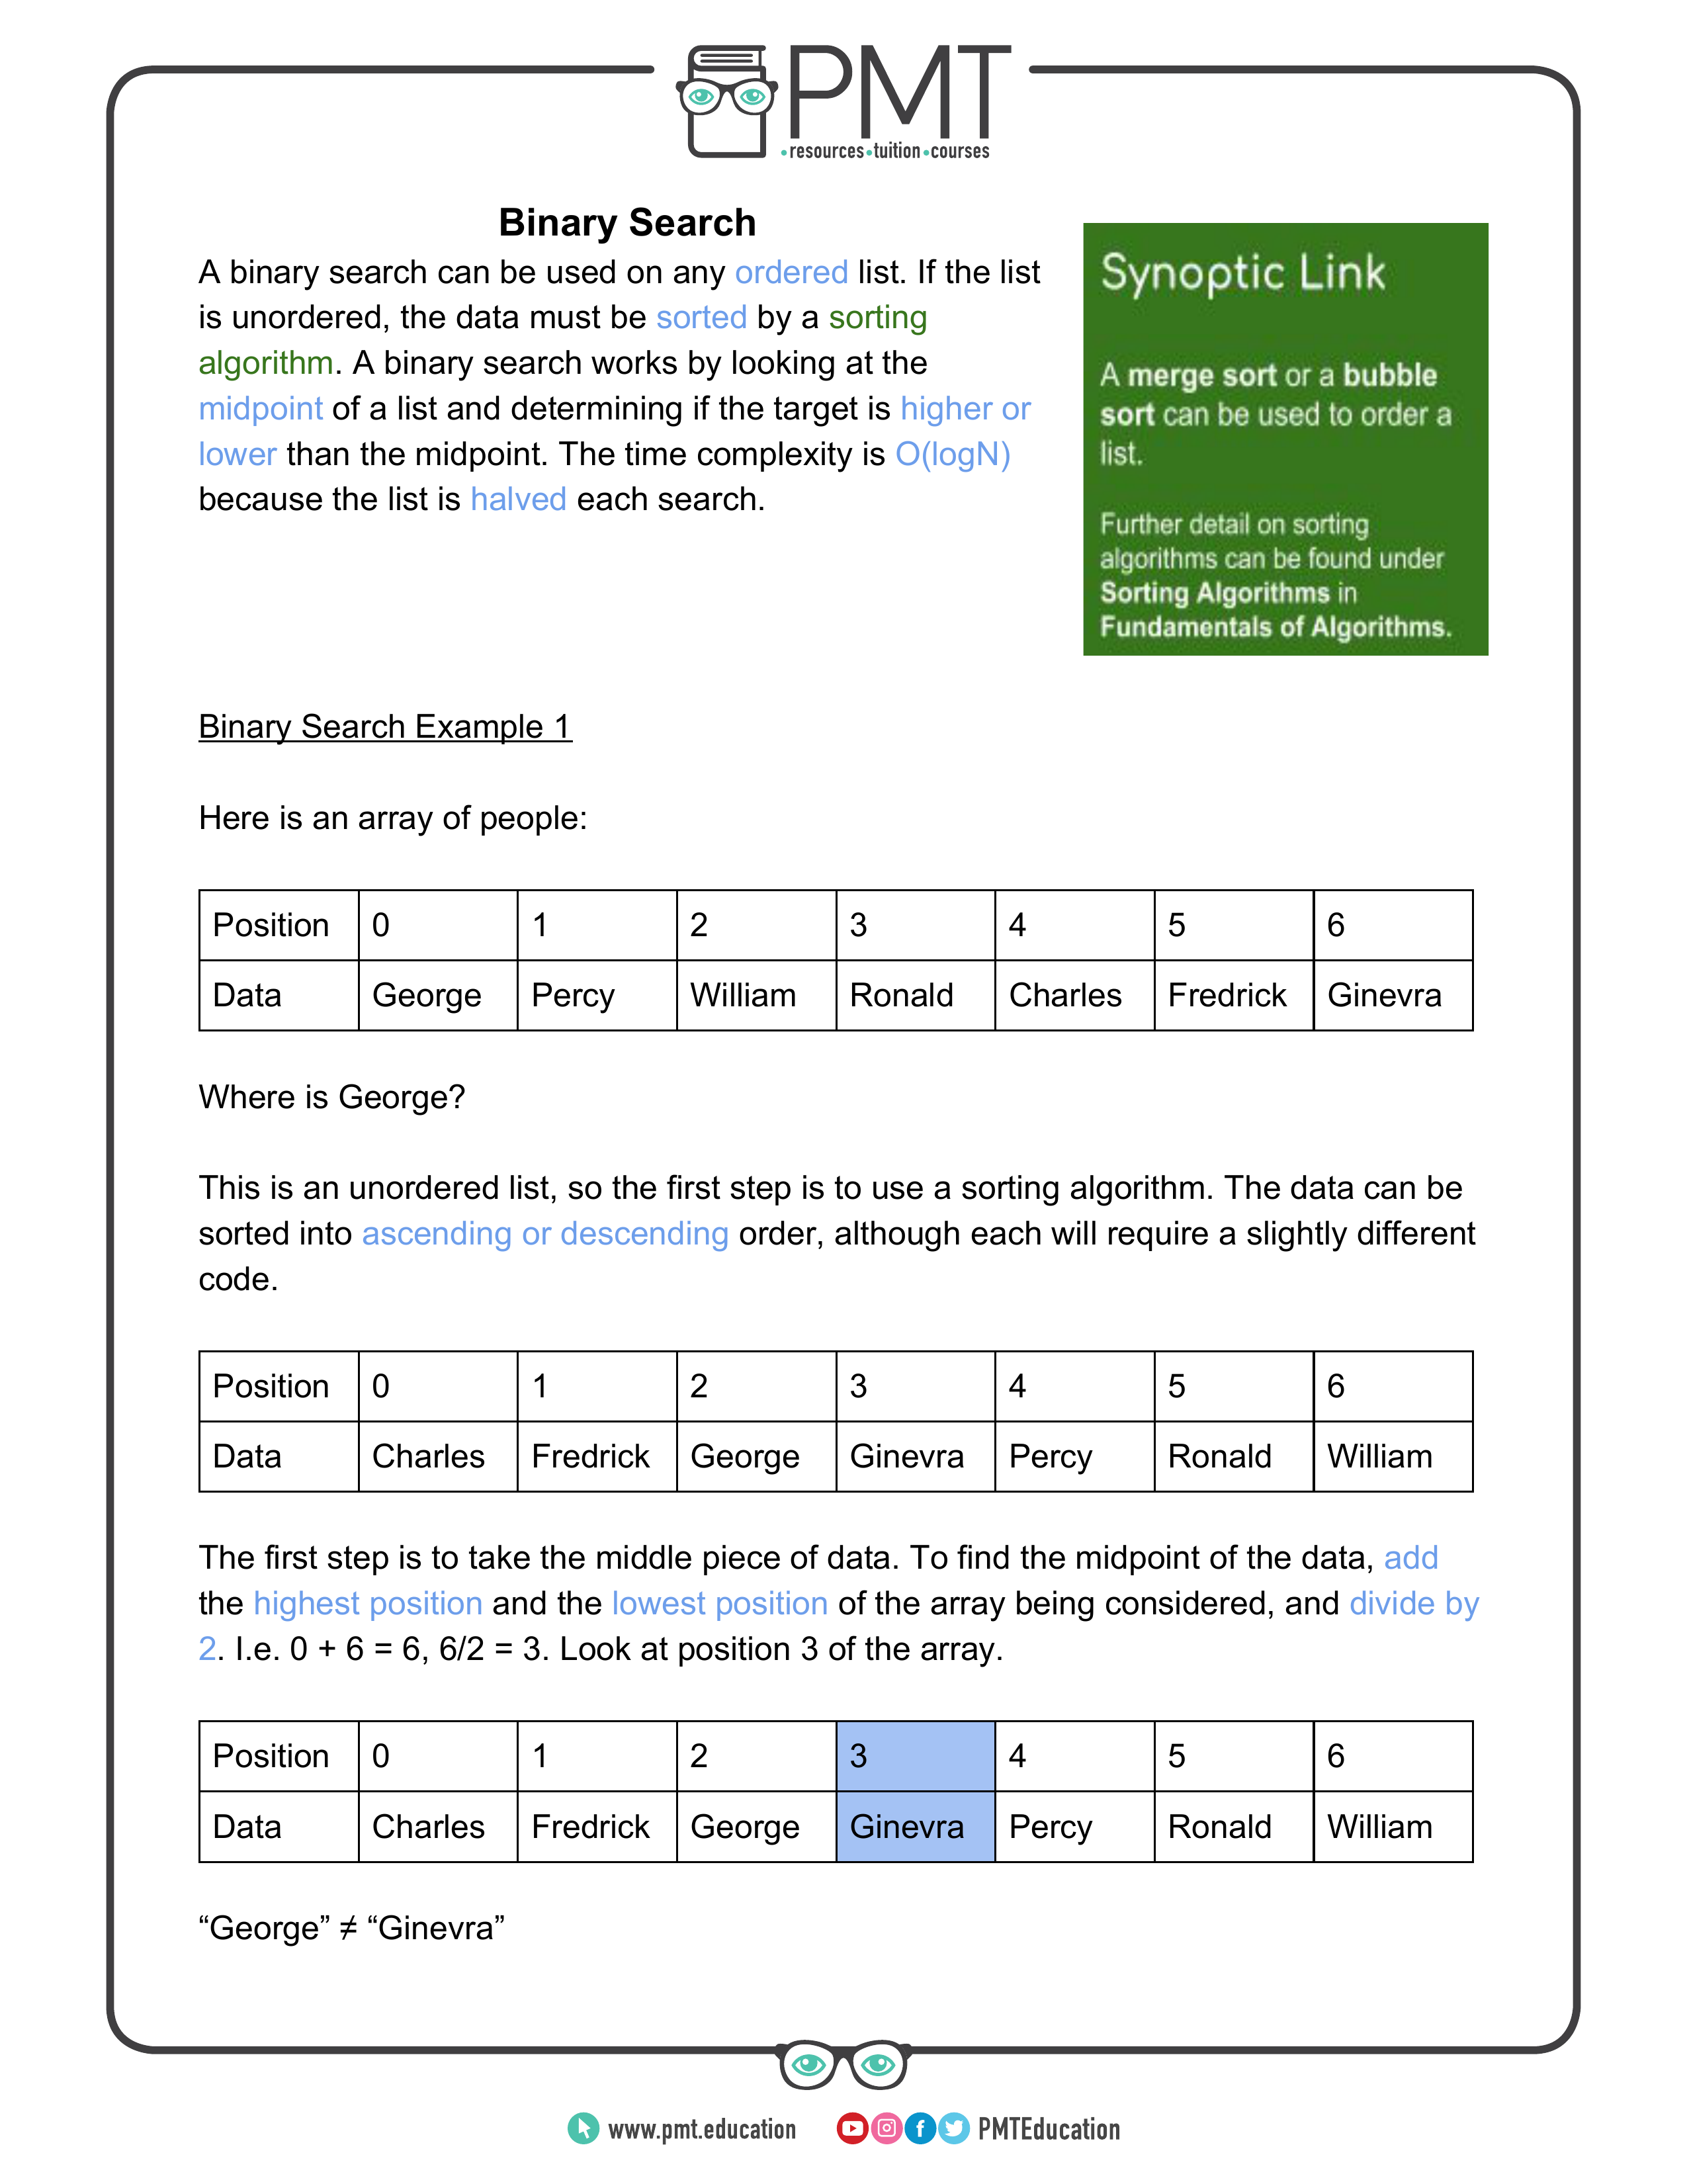 PMT
•resources•tuition•courses
Binary Search
A binary search can be used on any ordered list. If the list
is unordered, the data must be sorted by a sorting
algorithm. A binary search works by looking at the
midpoint of a list and determining if the target is higher or
lower than the midpoint. The time complexity is O(logN)
because the list is halved each search.
Synoptic Link
A merge sort or a bubble
sort can be used to order a
list.
Further detail on sorting
algorithms can be found under
Sorting Algorithms in
Fundamentals of Algorithms.
Binary Search Example 1
Here is an array of people:
Position 0 1 2 3 4 5 6
Data George Percy William Ronald Charles Fredrick Ginevra
Where is George?
This is an unordered list, so the first step is to use a sorting algorithm. The data can be
sorted into ascending or descending order, although each will require a slightly different
code.
Position 0 1 2 3 4 5 6
Data Charles Fredrick George Ginevra Percy Ronald William
The first step is to take the middle piece of data. To find the midpoint of the data, add
the highest position and the lowest position of the array being considered, and divide by
2. I.e. 0 + 6 = 6, 6/2 = 3. Look at position 3 of the array.
Position 0 1 2 3 4 5 6
Data Charles Fredrick George Ginevra Percy Ronald William
“George” ≠ “Ginevra”
www.pmt.education PMTEducation